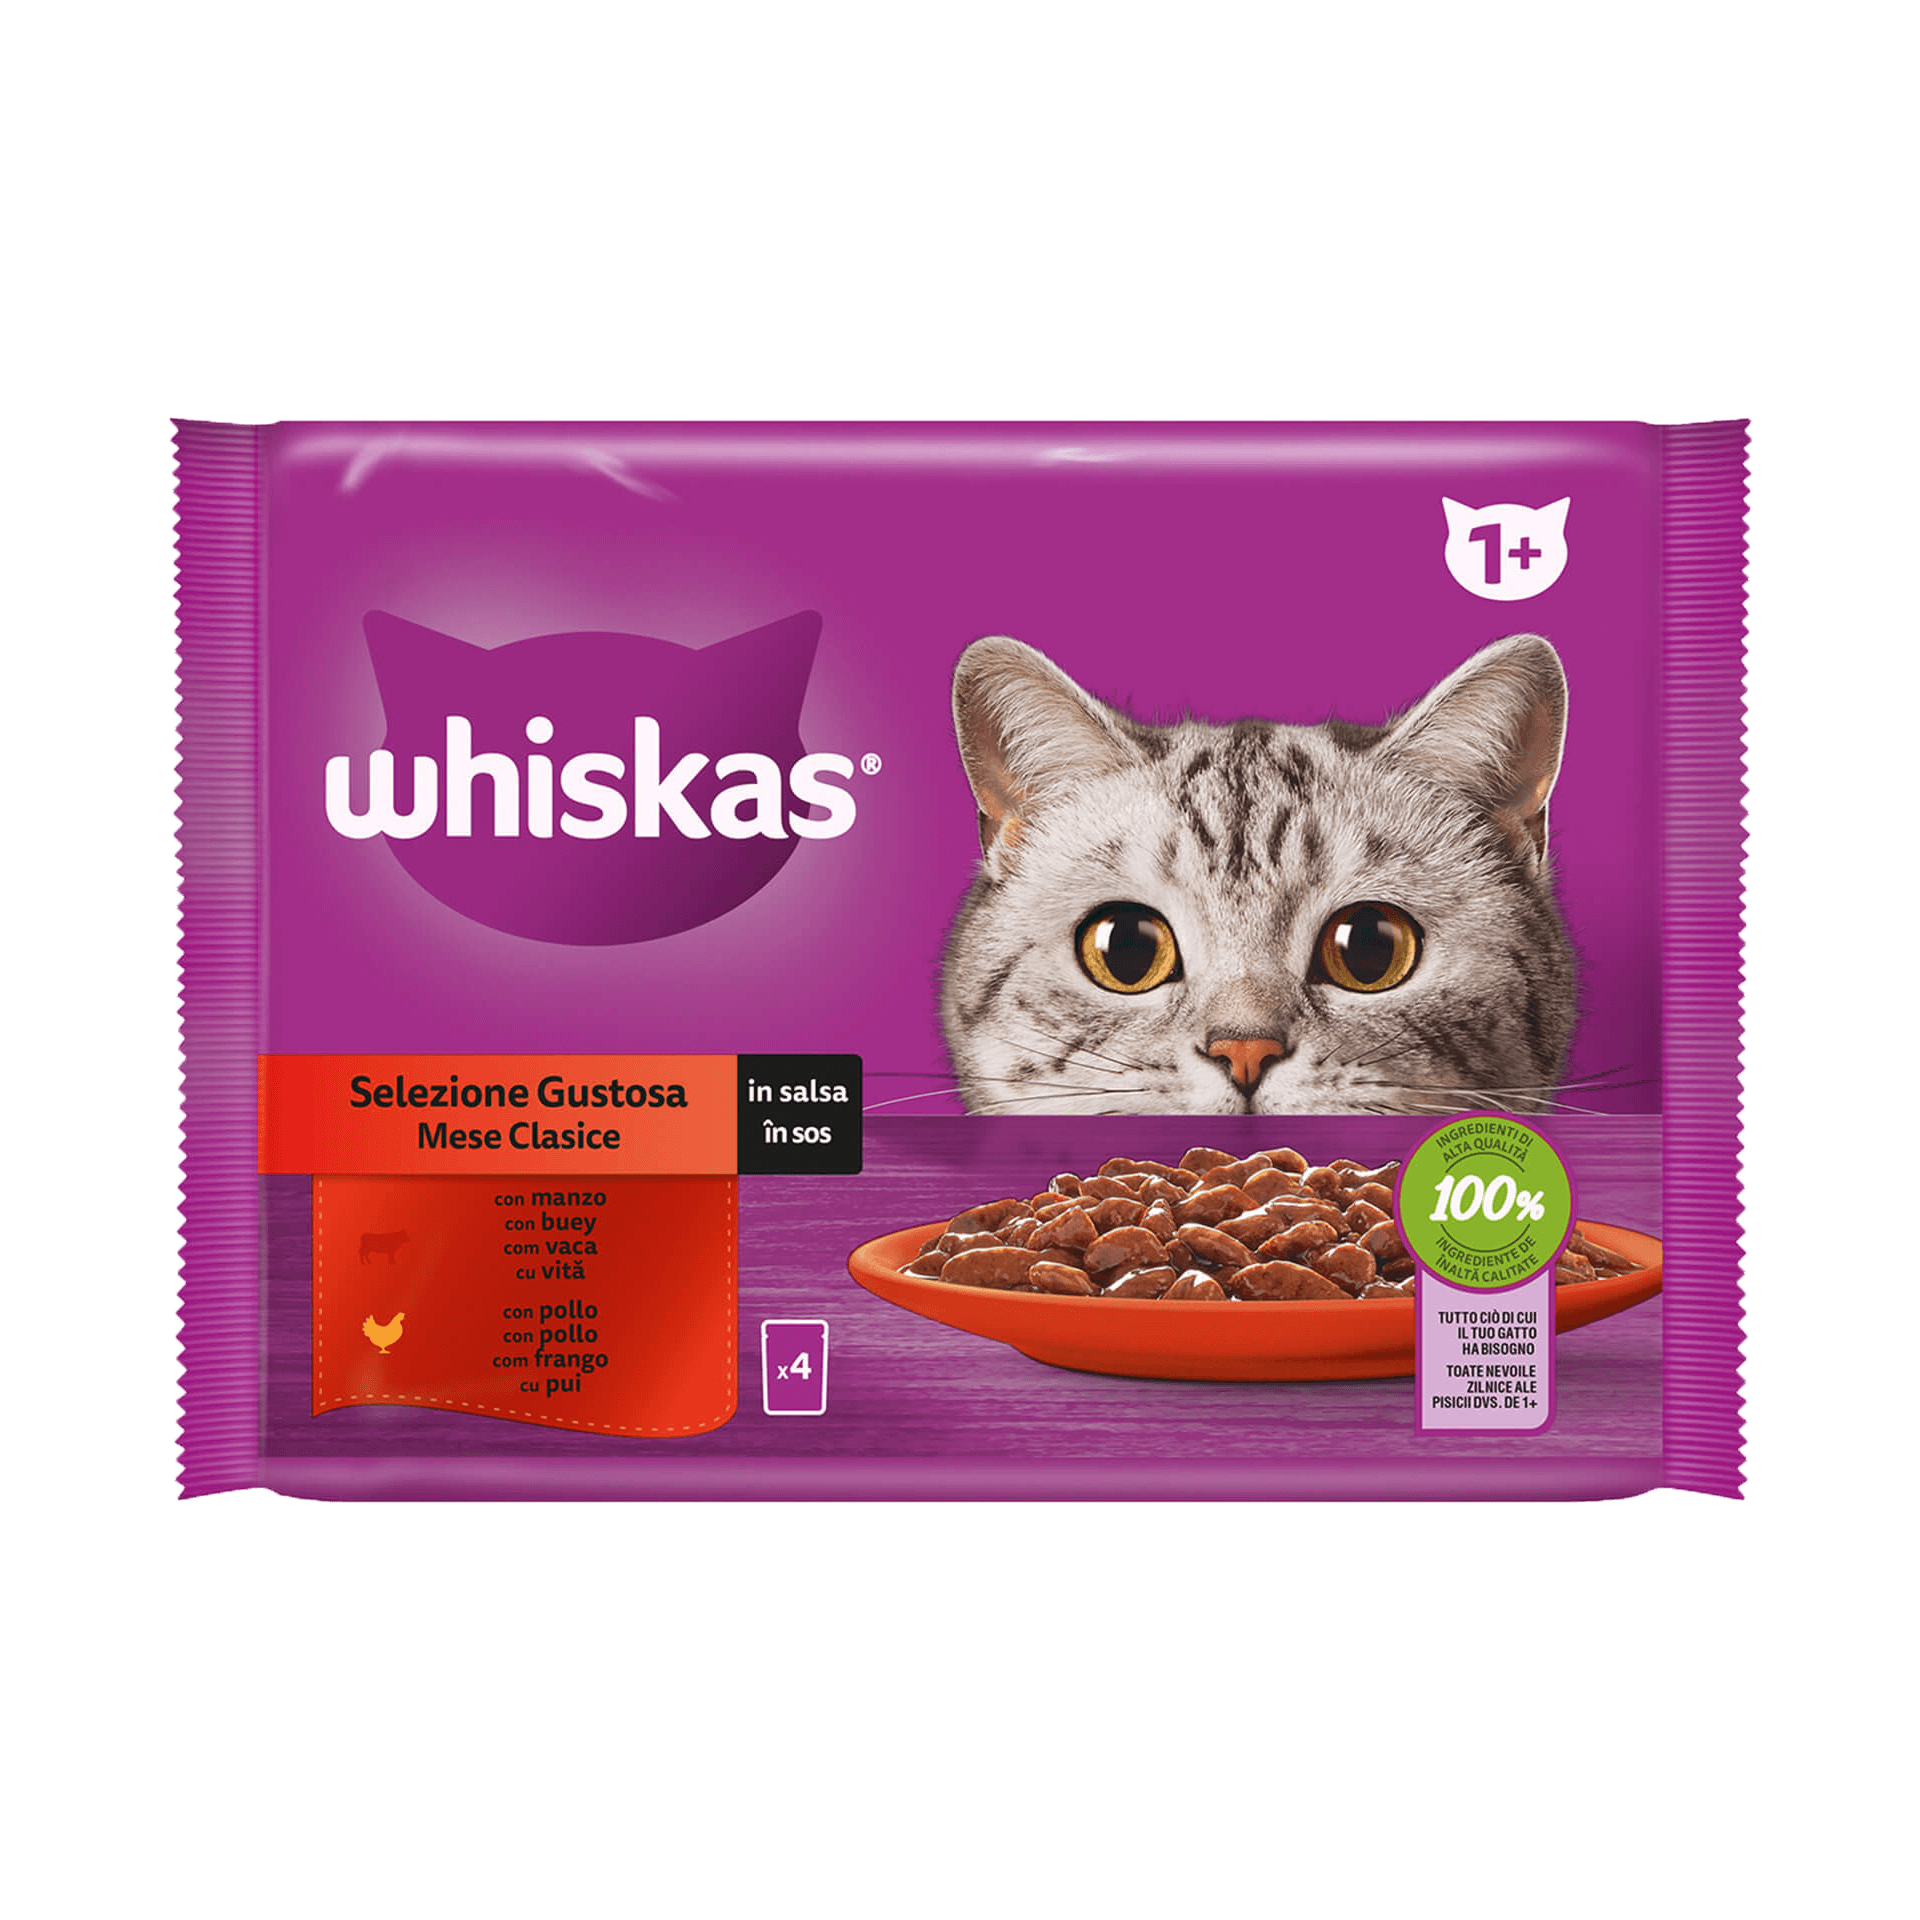 1+
whiskas®
Selezione Gustosa
Mese Clasice
in salsa
în sos
con manzo
con buey
com vaca
cu vită
con pollo
con pollo
com frango
cu pui
x4
INGREDIENTI DI
ALTA QUALITÀ
100%
INGREDIENTE DE
ÎNALTĂ CALITATE
TUTTO CIÒ DI CUI
IL TUO GATTO
HA BISOGNO
TOATE NEVOILE
ZILNICE ALE
PISICII DVS. DE 1+